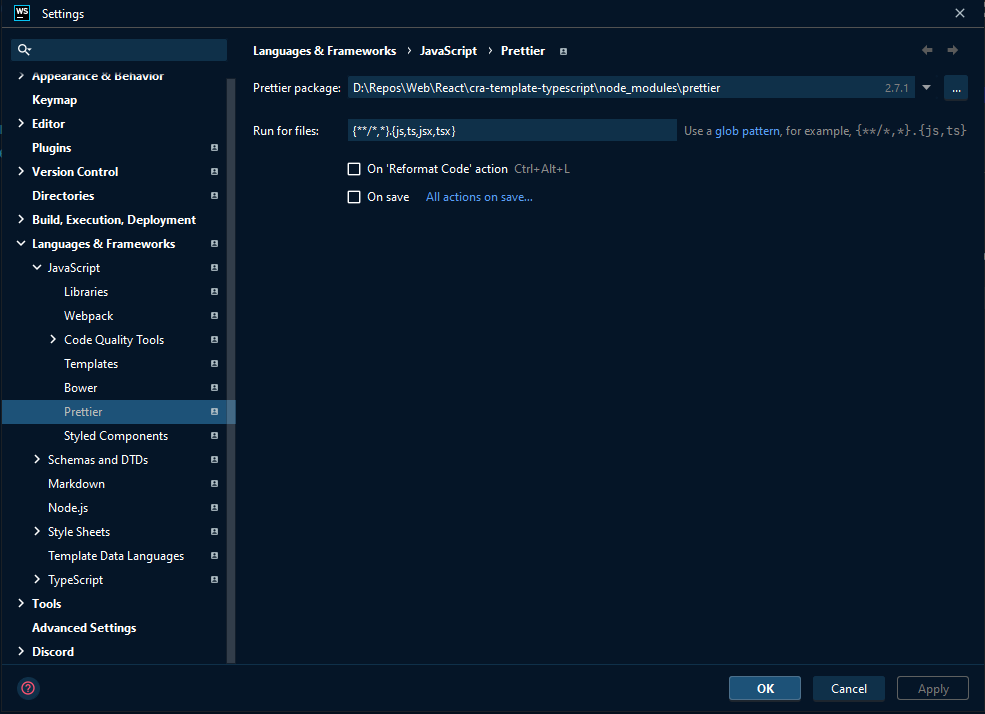 WS Settings
Appearance & Behavior
Keymap
Editor
Plugins
Version Control
Directories
Build, Execution, Deployment
Languages & Frameworks
JavaScript
Libraries
Webpack
Code Quality Tools
Templates
Bower
Prettier
Styled Components
Schemas and DTDs
Markdown
Node.js
Style Sheets
Template Data Languages
TypeScript
Tools
Advanced Settings
Discord
Languages & Frameworks › JavaScript › Prettier
Prettier package: D:\Repos\Web\React\cra-template-typescript\node_modules\prettier 2.7.1 ...
Run for files: {**/*,*}.{js,ts,jsx,tsx} Use a glob pattern, for example, {**/*,*}.{js,ts}
On 'Reformat Code' action Ctrl+Alt+L
On save All actions on save...
? OK Cancel Apply